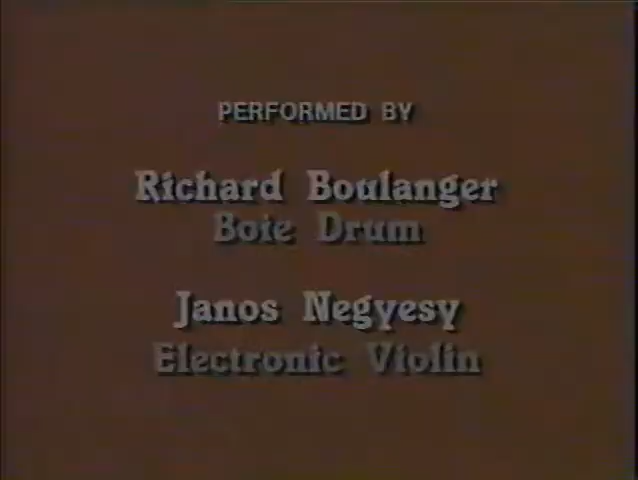 PERFORMED BY
Richard Boulanger
Boie Drum
Janos Negyesy
Electronic Violin